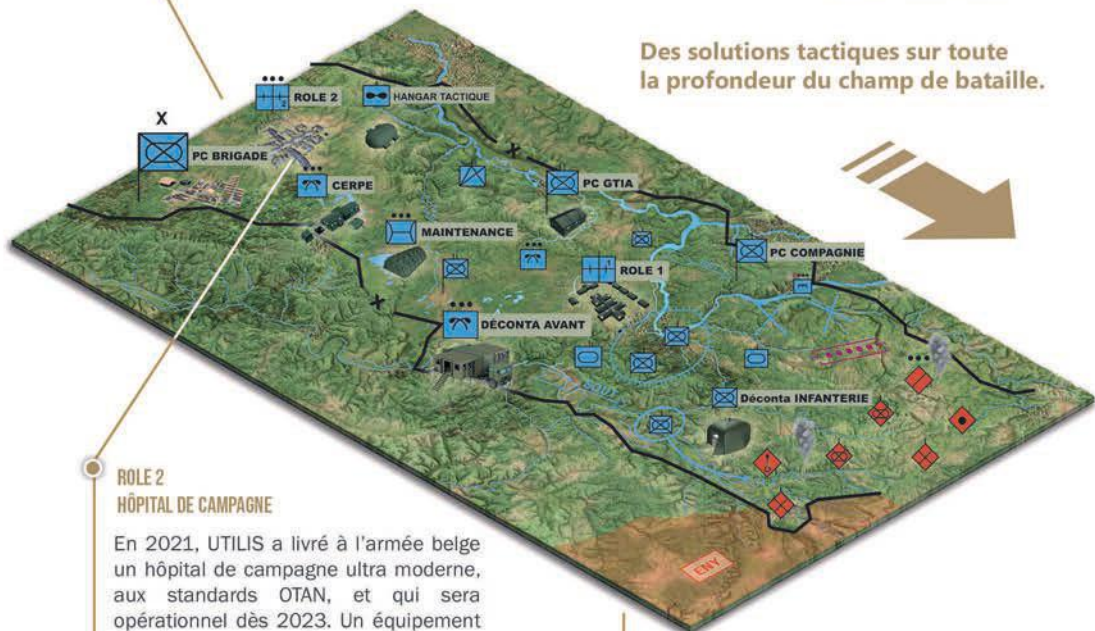 Des solutions tactiques sur toute
la profondeur du champ de bataille.
ROLE 2
HANGAR TACTIQUE
X
PC BRIGADE
X
CERPE
PC GTIA
MAINTENANCE
PC COMPAGNIE
ROLE 1
X
DÉCONTA AVANT
Déconta INFANTERIE
ENY
ROLE 2
HÔPITAL DE CAMPAGNE
En 2021, UTILIS a livré à l'armée belge
un hôpital de campagne ultra moderne,
aux standards OTAN, et qui sera
opérationnel dès 2023. Un équipement